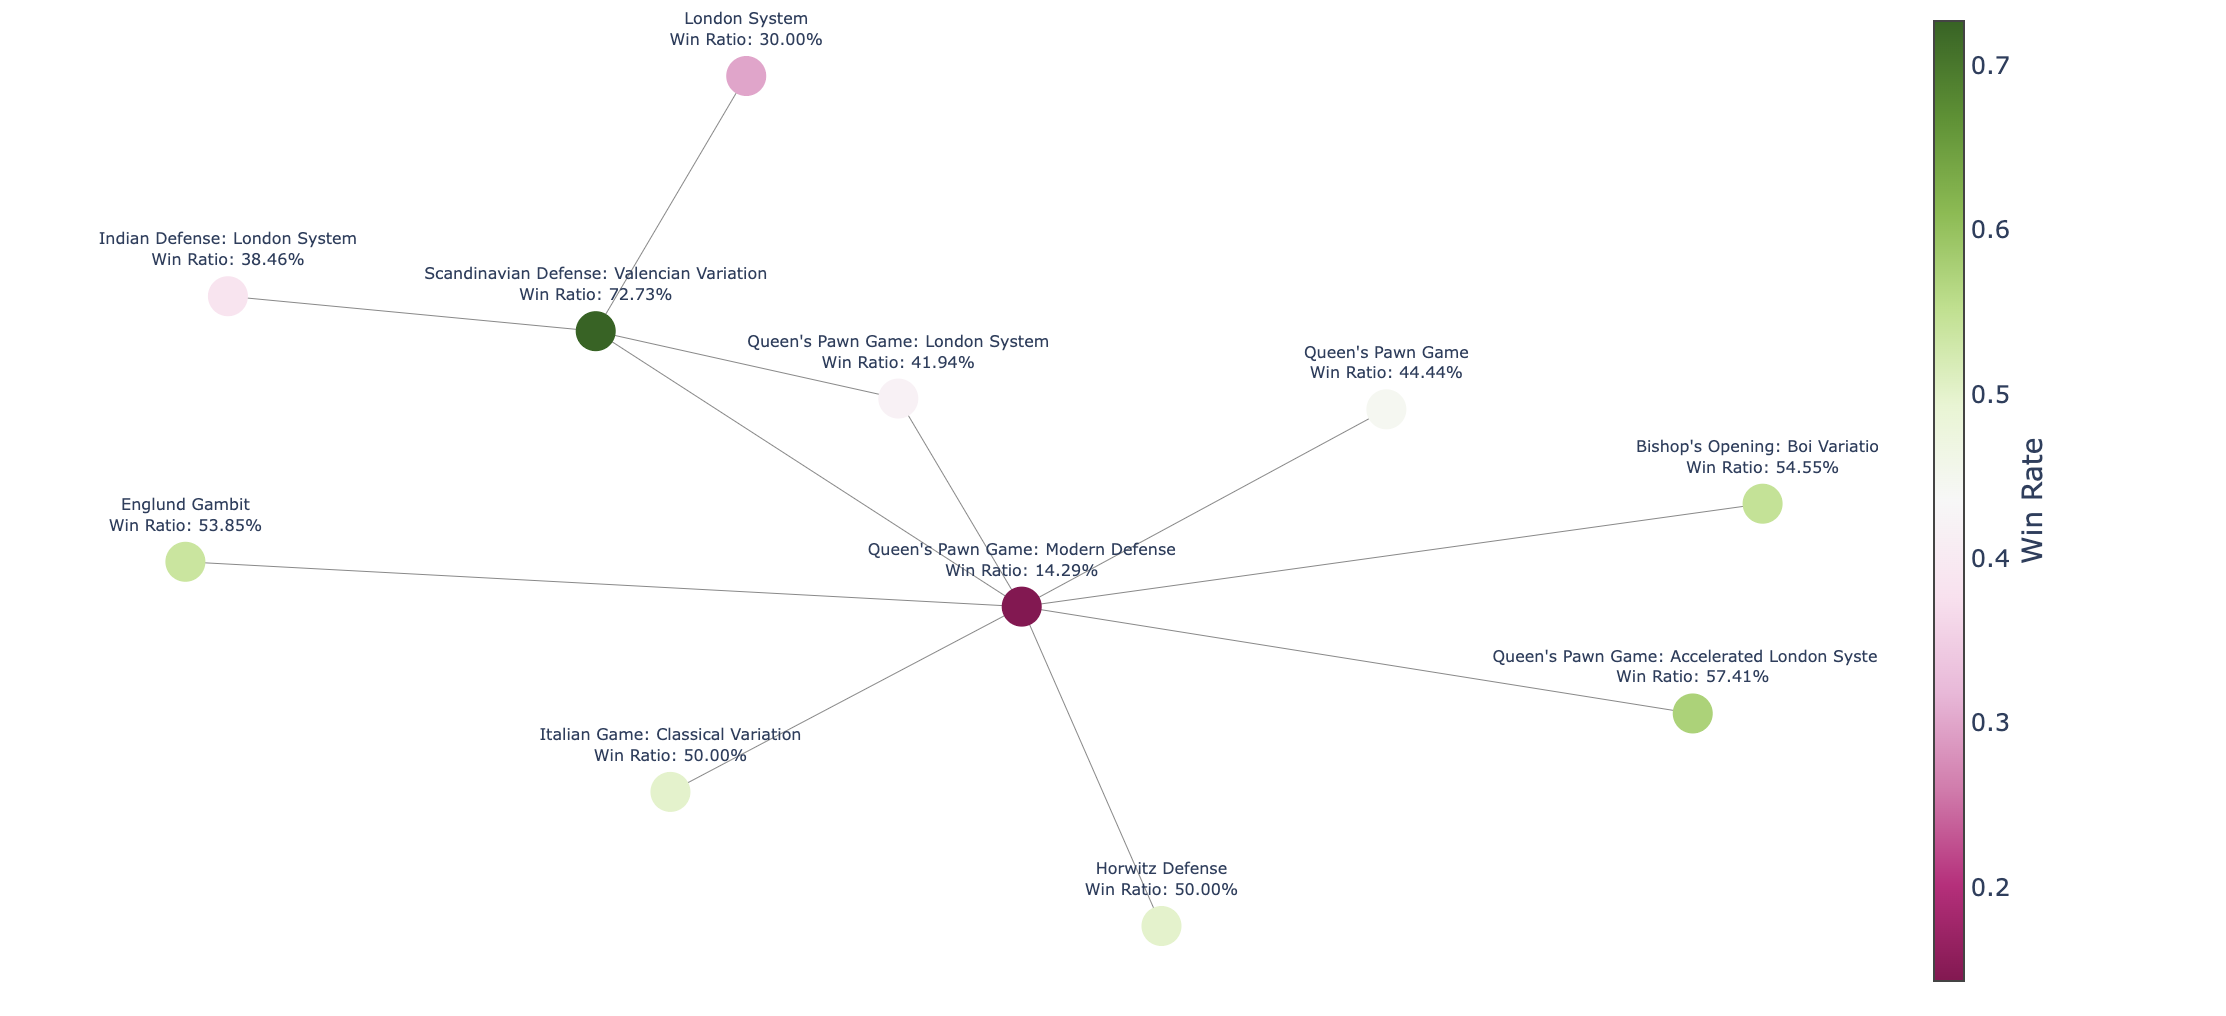 London System
Win Ratio: 30.00%
Indian Defense: London System
Win Ratio: 38.46%
Scandinavian Defense: Valencian Variation
Win Ratio: 72.73%
Queen's Pawn Game: London System
Win Ratio: 41.94%
Queen's Pawn Game
Win Ratio: 44.44%
Bishop's Opening: Boi Variatio
Win Ratio: 54.55%
Englund Gambit
Win Ratio: 53.85%
Queen's Pawn Game: Modern Defense
Win Ratio: 14.29%
Queen's Pawn Game: Accelerated London Syste
Win Ratio: 57.41%
Italian Game: Classical Variation
Win Ratio: 50.00%
Horwitz Defense
Win Ratio: 50.00%
0.7
0.6
0.5
0.4
0.3
0.2
Win Rate